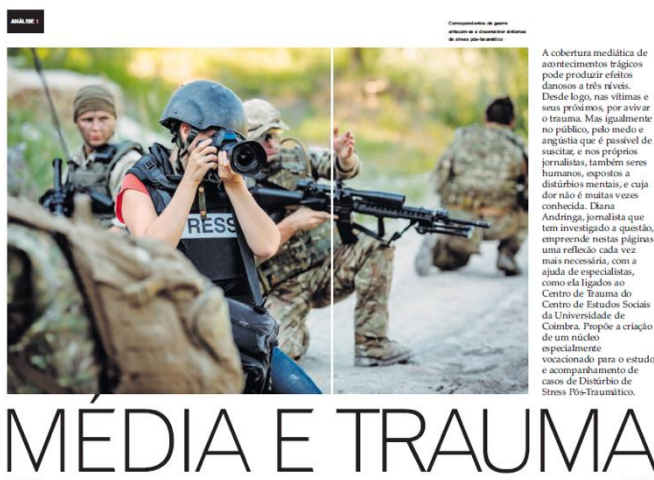 ANÁLISE 1
Correspondentes de guerra
arriscam-se a desenvolver sintomas
de stress pós-traumático
PRESS
A cobertura mediática de
acontecimentos trágicos
pode produzir efeitos
danosos a três níveis.
Desde logo, nas vítimas e
seus próximos, por avivar
o trauma. Mas igualmente
no público, pelo medo e
angústia que é passível de
suscitar, e nos próprios
jornalistas, também seres
humanos, expostos a
distúrbios mentais, e cuja
dor não é muitas vezes
conhecida. Diana
Andringa, jornalista que
tem investigado a questão,
empreende nestas páginas
uma reflexão cada vez
mais necessária, com a
ajuda de especialistas,
como ela ligados ao
Centro de Trauma do
Centro de Estudos Sociais
da Universidade de
Coimbra. Propõe a criação
de um núcleo
especialmente
vocacionado para o estudo
e acompanhamento de
casos de Distúrbio de
Stress Pós-Traumático.
MÉDIA E TRAUMA